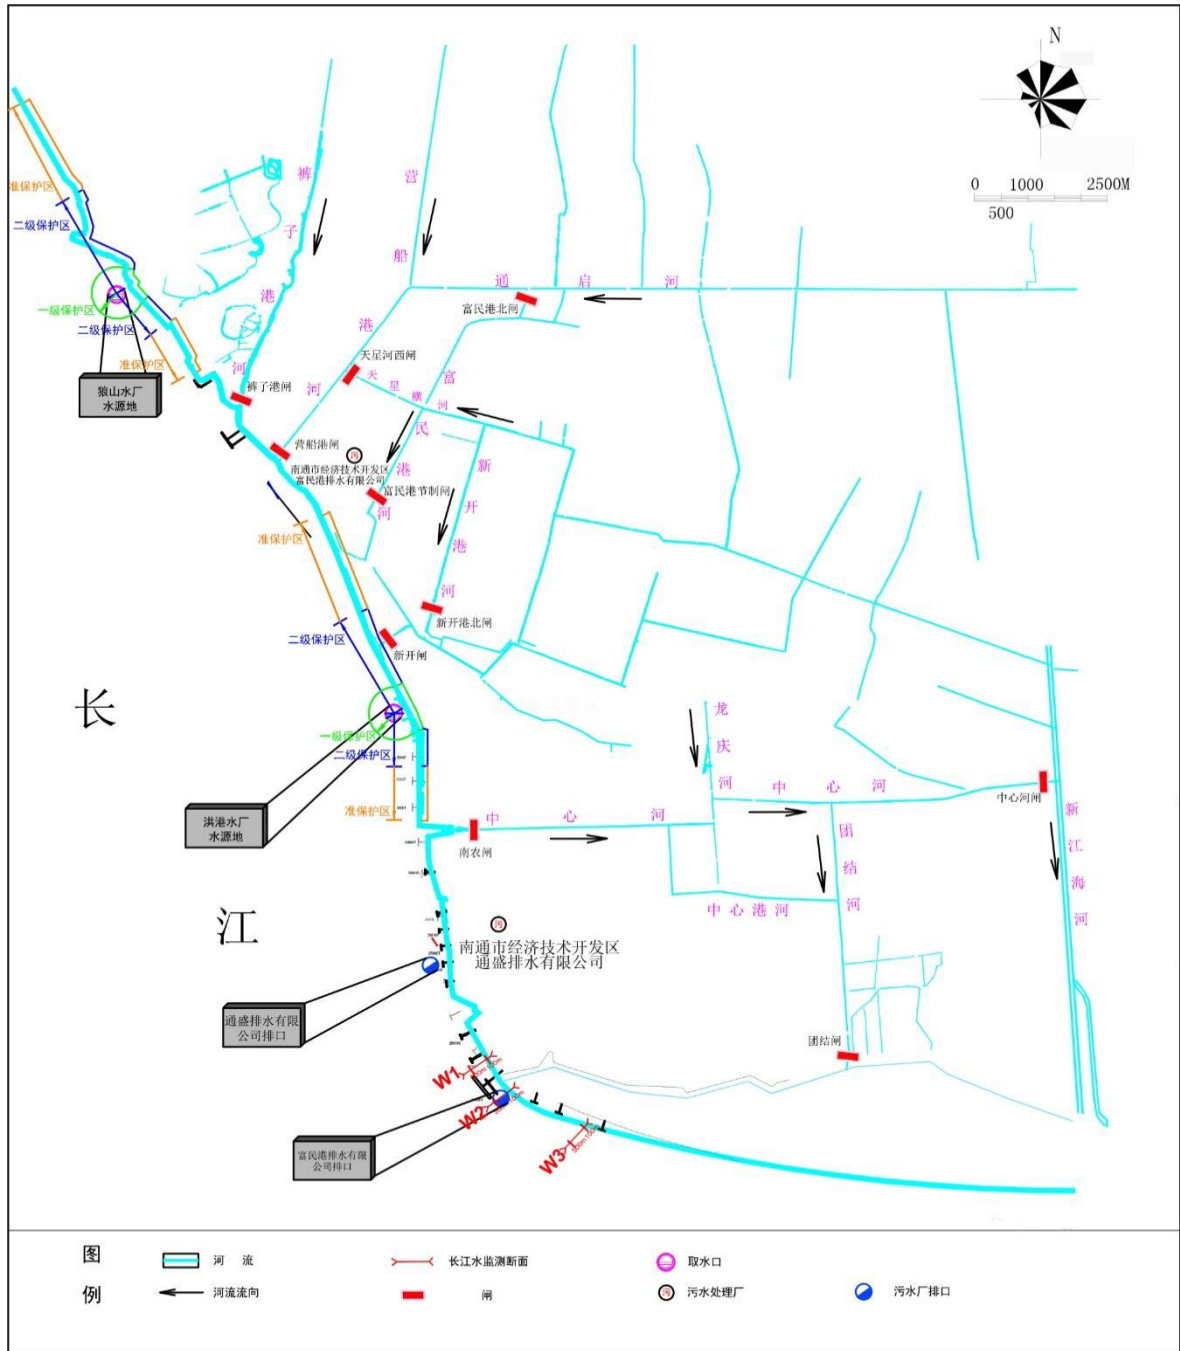 N
0 1000 2500M
500
裤子港河
营船港河
通启河
富民港北闸
准保护区
二级保护区
一级保护区
二级保护区
准保护区
狼山水厂
水源地
裤子港闸
天星河西闸
天星横河
富民港河
营船港闸
南通市经济技术开发区
富民港排水有限公司
富民港节制闸
新开港河
准保护区
二级保护区
新开港北闸
新开闸
长江
一级保护区
二级保护区
准保护区
洪港水厂
水源地
龙庆河
中心河
中心河闸
新江海河
中心河
南农闸
团结河
中心港河
南通市经济技术开发区
通盛排水有限公司
通盛排水有限
公司排口
团结闸
W1
W2
W3
富民港排水有限
公司排口
图例
河流
长江水监测断面
取水口
河流流向
闸
污 污水处理厂
污水厂排口